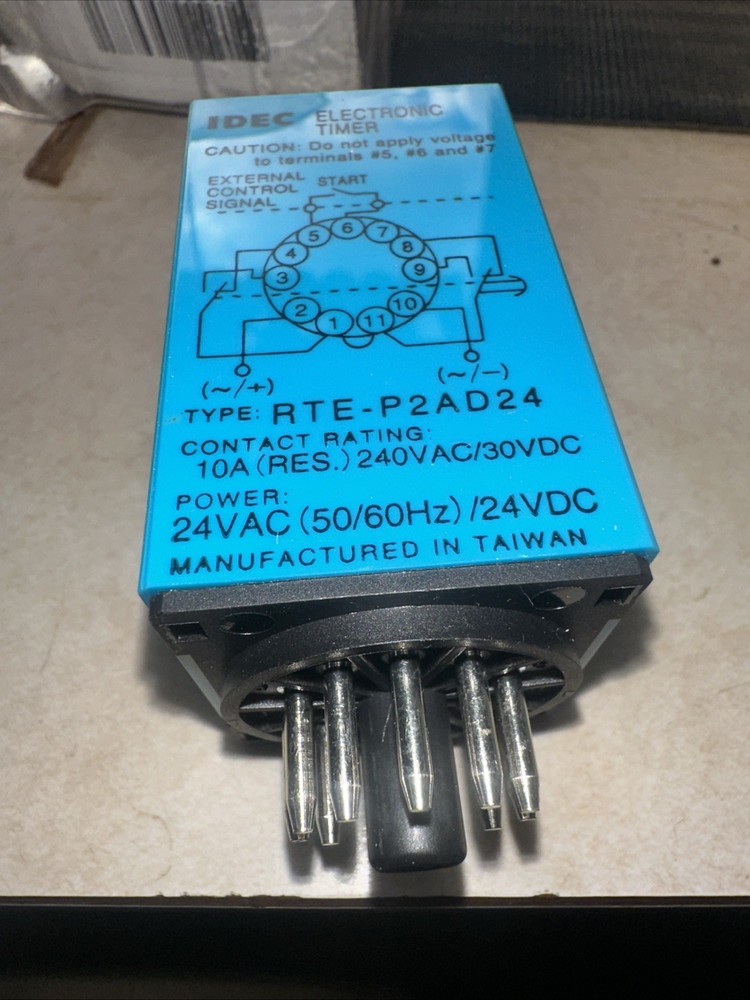 IDEC ELECTRONIC
TIMER
CAUTION: Do not apply voltage
to terminals #5, #6 and #7
EXTERNAL
CONTROL START
SIGNAL
5 6 7
4 8
3 9
2 10
1 11
(~/+) (~/-)
TYPE: RTE-P2AD24
CONTACT RATING:
10A (RES.) 240VAC/30VDC
POWER:
24VAC (50/60Hz) /24VDC
MANUFACTURED IN TAIWAN